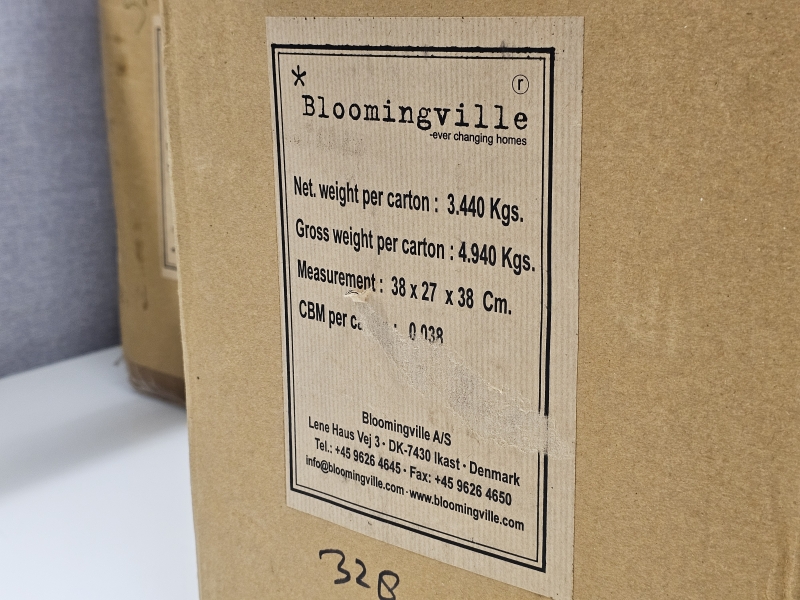 * ⓡ
Bloomingville
-ever changing homes
Net. weight per carton : 3.440 Kgs.
Gross weight per carton : 4.940 Kgs.
Measurement : 38 x 27 x 38 Cm.
CBM per : 0.038
Bloomingville A/S
Lene Haus Vej 3 · DK-7430 Ikast · Denmark
Tel.: +45 9626 4645 · Fax: +45 9626 4650
info@bloomingville.com · www.bloomingville.com